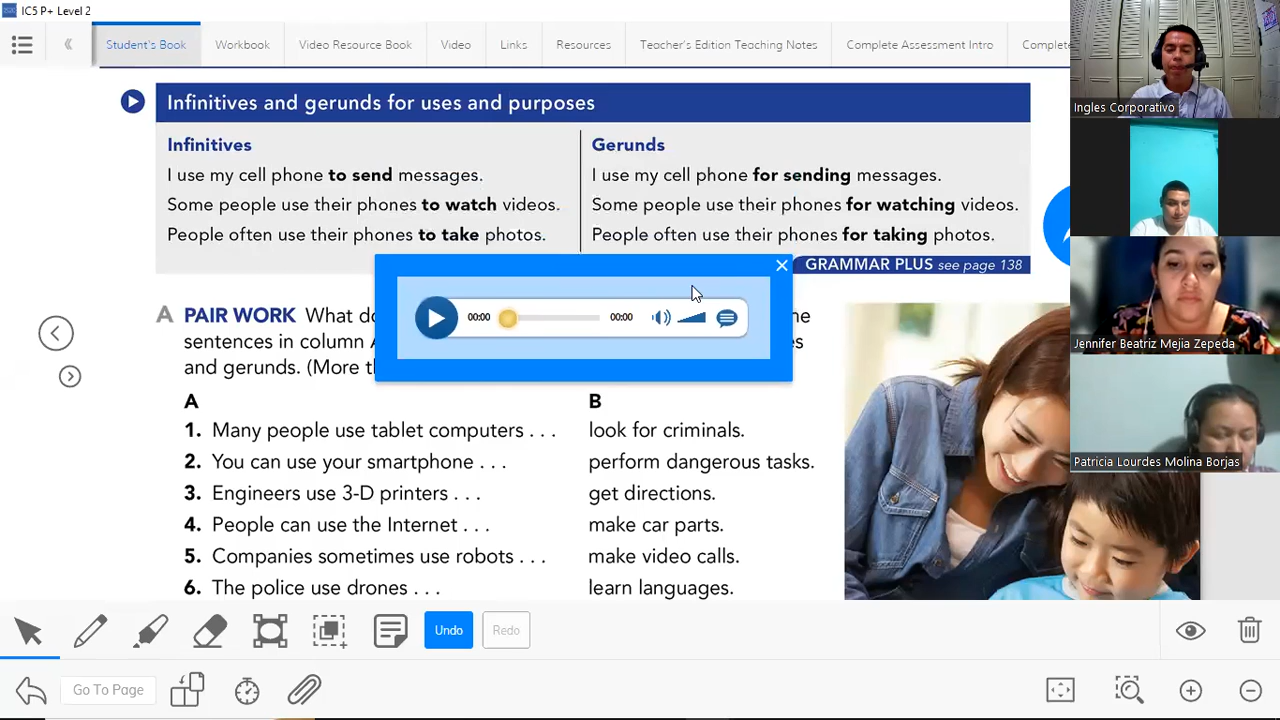 IC5 P+ Level 2
Student's Book
Workbook
Video Resource Book
Links
Resources
Teacher's Edition Teaching Notes
Complete Assessment Intro
Complete
Infinitives and gerunds for uses and purposes
Infinitives
I use my cell phone to send messages.
Some people use their phones to watch videos.
People often use their phones to take photos.
Gerunds
I use my cell phone for sending messages.
Some people use their phones for watching videos.
People often use their phones for taking photos.
GRAMMAR PLUS see page 138
00:00
00:00
A PAIR WORK What do
sentences in column A
and gerunds. (More th
A
1. Many people use tablet computers . . .
2. You can use your smartphone . . .
3. Engineers use 3-D printers . . .
4. People can use the Internet . . .
5. Companies sometimes use robots . . .
6. The police use drones . . .
B
look for criminals.
perform dangerous tasks.
get directions.
make car parts.
make video calls.
learn languages.
Ingles Corporativo
Jennifer Beatriz Mejia Zepeda
Patricia Lourdes Molina Borjas
Undo
Redo
Go To Page